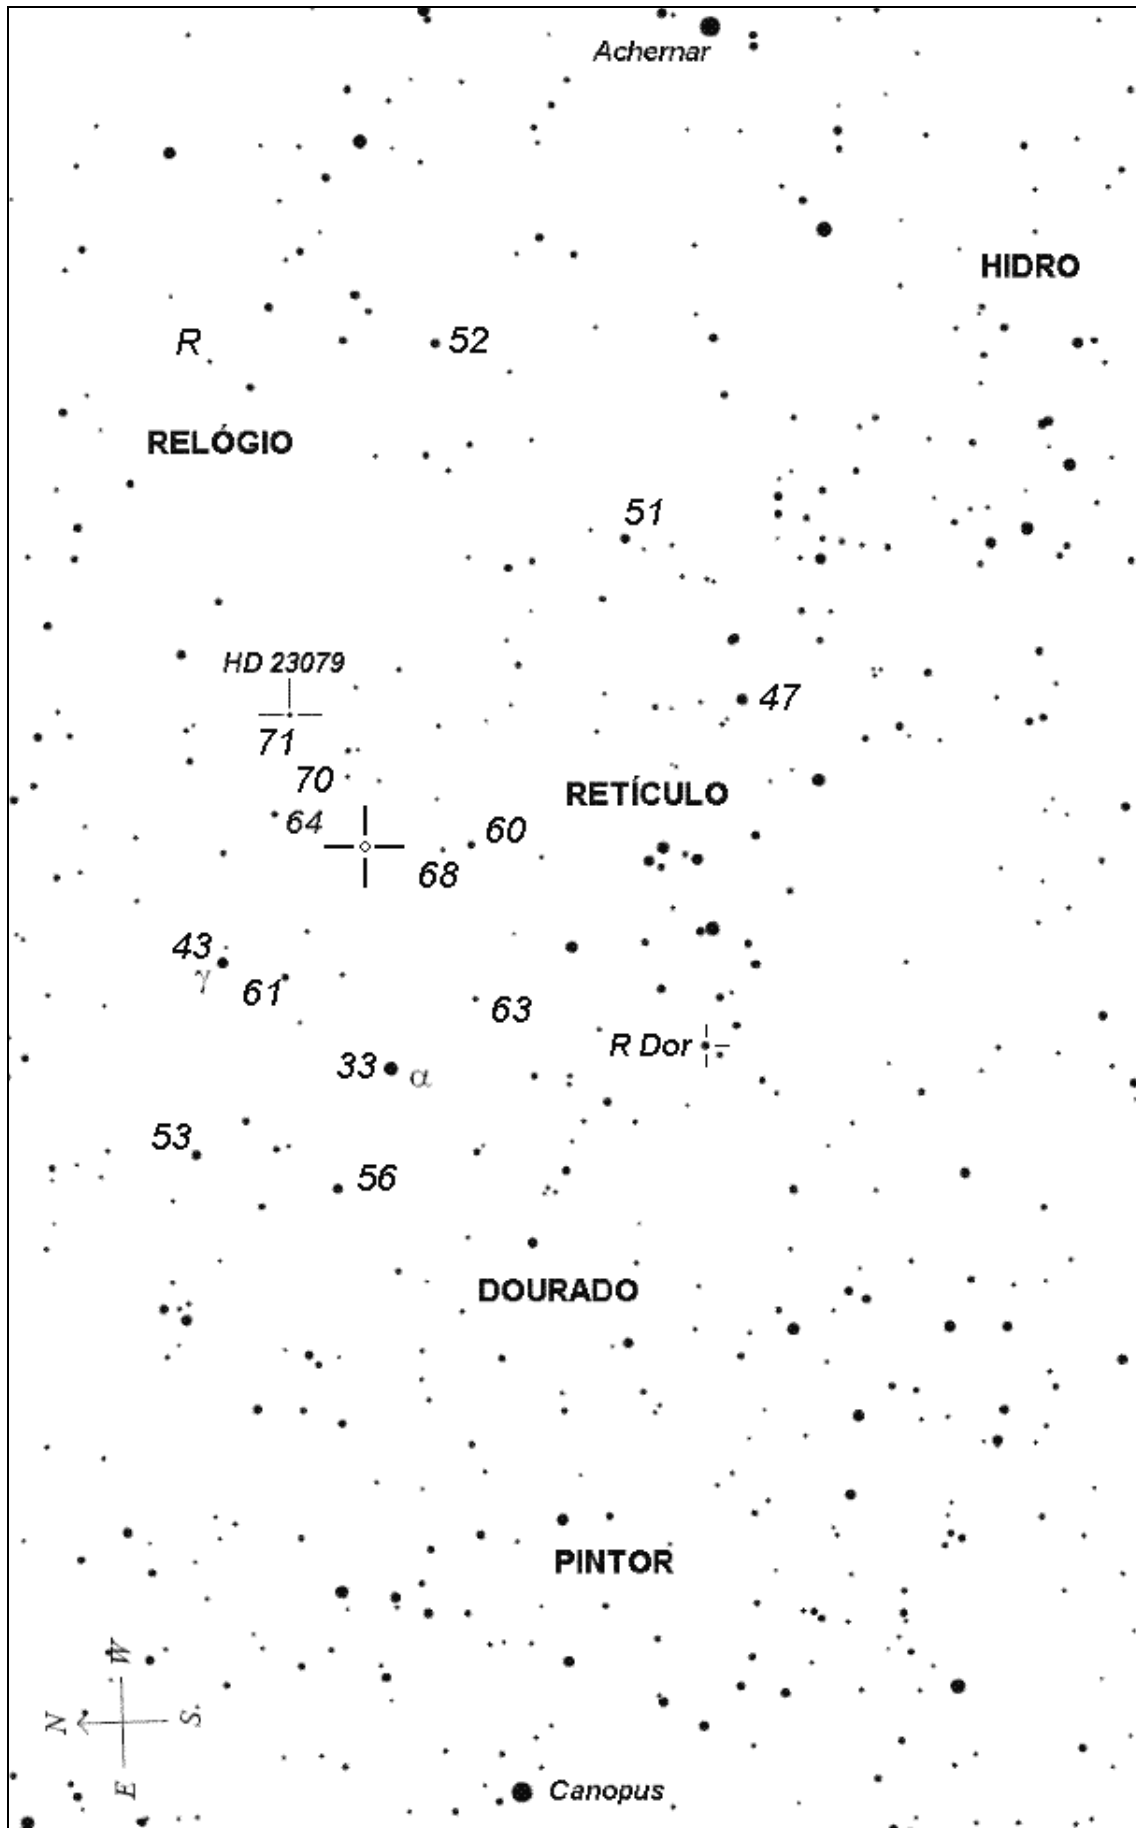 Achernar
HIDRO
R
52
RELÓGIO
51
HD 23079
47
71
70
RETÍCULO
64
60
68
43
γ
61
63
R Dor
33
α
53
56
DOURADO
PINTOR
W
N
S
E
Canopus